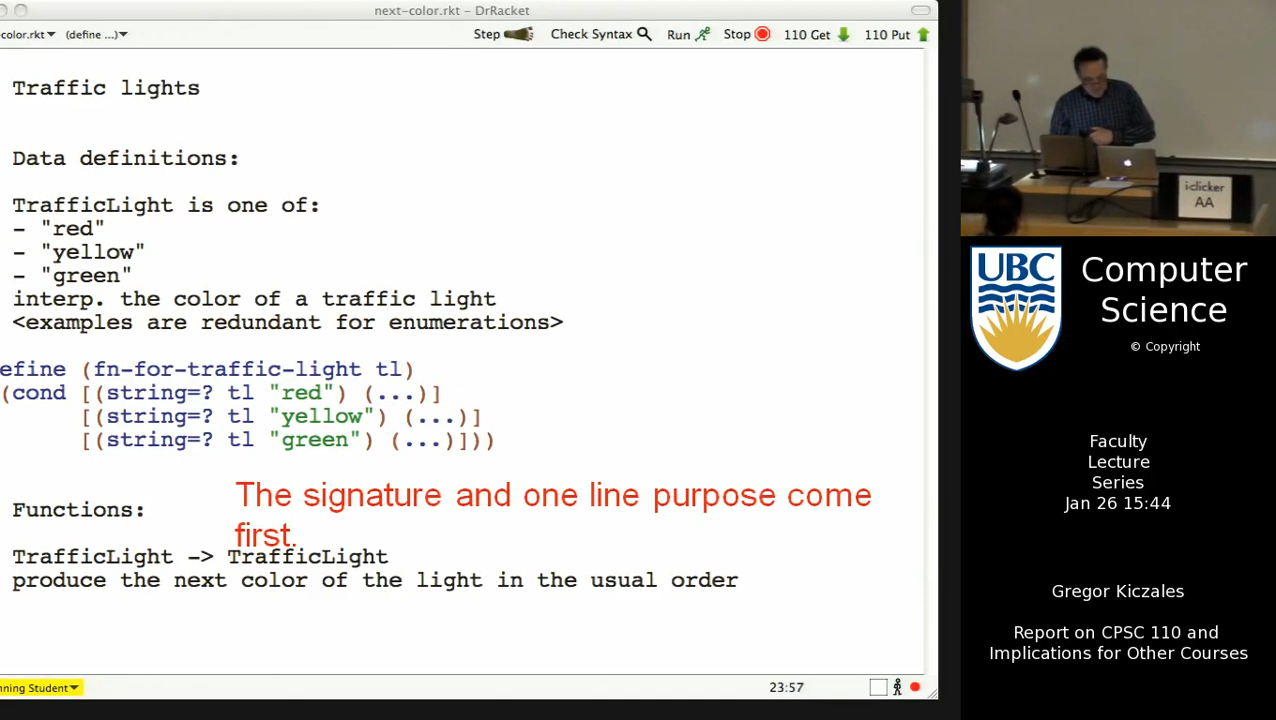 next-color.rkt - DrRacket
-color.rkt (define ...) Step Check Syntax Run Stop 110 Get 110 Put
Traffic lights
Data definitions:
TrafficLight is one of:
- "red"
- "yellow"
- "green"
interp. the color of a traffic light
<examples are redundant for enumerations>
efine (fn-for-traffic-light tl)
(cond [(string=? tl "red") (...)]
[(string=? tl "yellow") (...)]
[(string=? tl "green") (...)]))
The signature and one line purpose come
first.
Functions:
TrafficLight -> TrafficLight
produce the next color of the light in the usual order
nning Student 23:57
i-clicker
AA
UBC
Computer
Science
© Copyright
Faculty
Lecture
Series
Jan 26 15:44
Gregor Kiczales
Report on CPSC 110 and
Implications for Other Courses